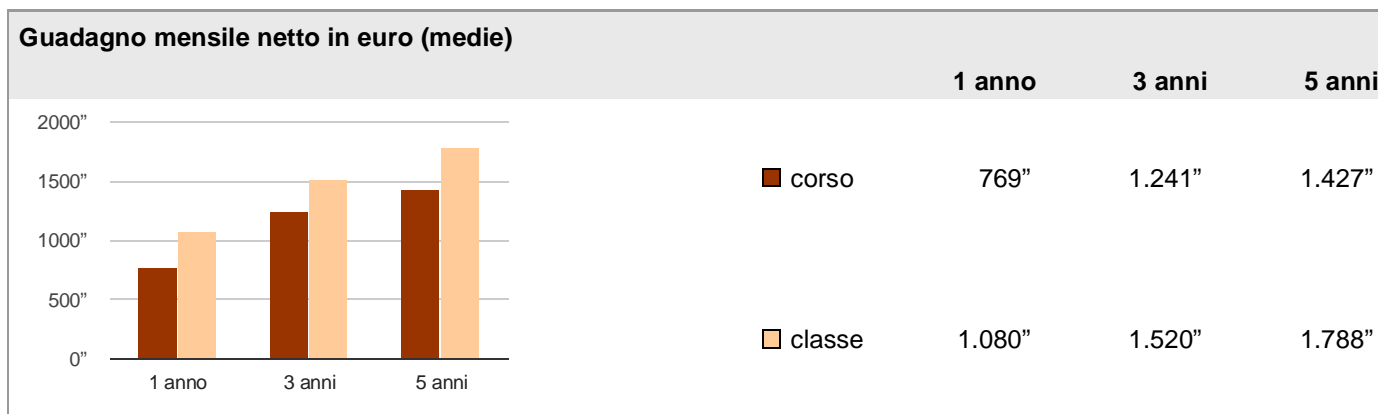 Guadagno mensile netto in euro (medie)
1 anno 3 anni 5 anni
2000”
1500”
1000”
500”
0”
1 anno 3 anni 5 anni
corso 769” 1.241” 1.427”
classe 1.080” 1.520” 1.788”